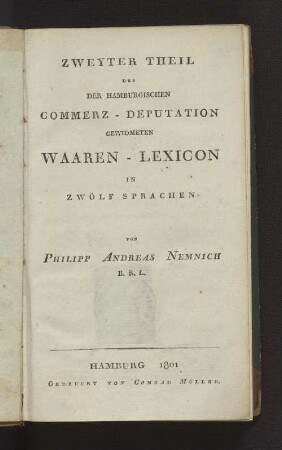 ZWEYTER THEIL
DES
DER HAMBURGISCHEN
COMMERZ - DEPUTATION
GEWIDMETEN
WAAREN - LEXICON
IN
ZWÖLF SPRACHEN
VON
PHILIPP ANDREAS NEMNICH
B. R. L.
HAMBURG 1801
GEDRUCKT VON CONRAD MÜLLER.